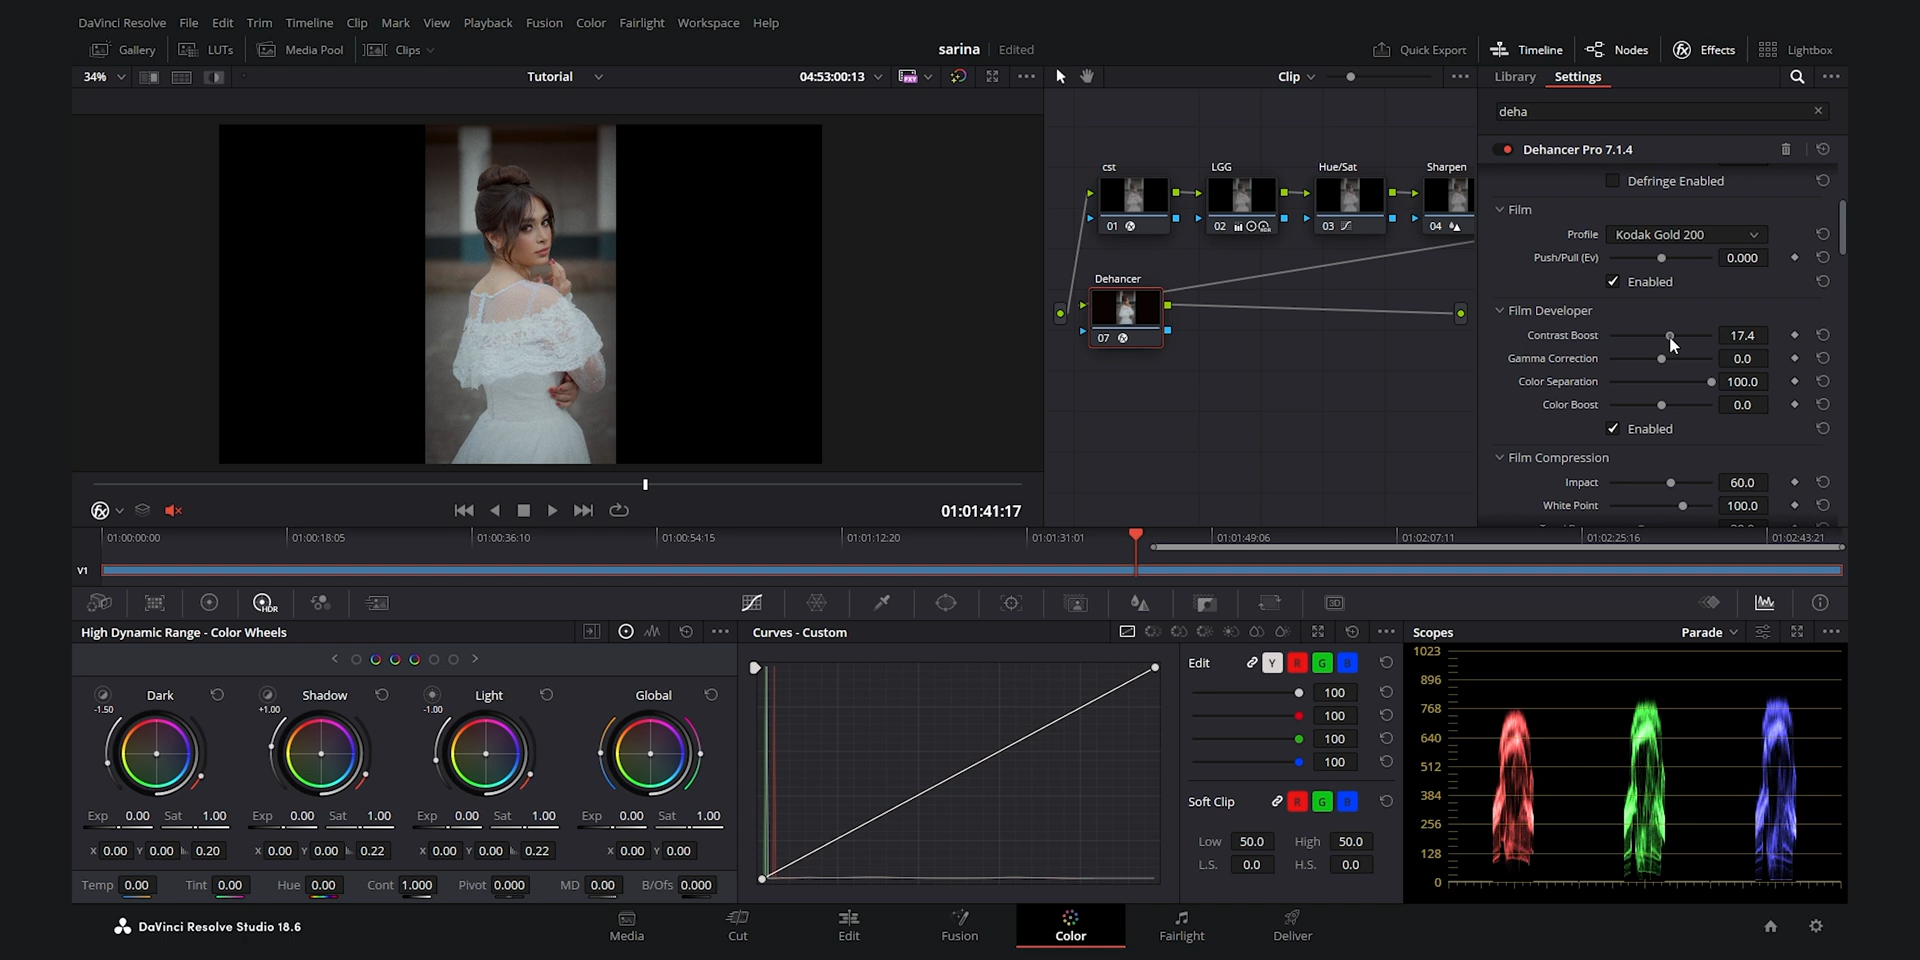 DaVinci Resolve File Edit Trim Timeline Clip Mark View Playback Fusion Color Fairlight Workspace Help
Gallery LUTs Media Pool Clips sarina Edited Quick Export Timeline Nodes Effects Lightbox
34% Tutorial 04:53:00:13 Clip Library Settings
deha
Dehancer Pro 7.1.4
Defringe Enabled
Film
Profile Kodak Gold 200
Push/Pull (Ev) 0.000
Enabled
Film Developer
Contrast Boost 17.4
Gamma Correction 0.0
Color Separation 100.0
Color Boost 0.0
Enabled
Film Compression
Impact 60.0
White Point 100.0
cst LGG Hue/Sat Sharpen
01 02 03 04
Dehancer
07
01:01:41:17
01:00:00:00 01:00:18:05 01:00:36:10 01:00:54:15 01:01:12:20 01:01:31:01 01:01:49:06 01:02:07:11 01:02:25:16 01:02:43:21
V1
HDR 3D
High Dynamic Range - Color Wheels
Dark Shadow Light Global
-1.50 +1.00 -1.00
Exp 0.00 Sat 1.00 Exp 0.00 Sat 1.00 Exp 0.00 Sat 1.00 Exp 0.00 Sat 1.00
X 0.00 Y 0.00 0.20 X 0.00 Y 0.00 0.22 X 0.00 Y 0.00 0.22 X 0.00 Y 0.00
Temp 0.00 Tint 0.00 Hue 0.00 Cont 1.000 Pivot 0.000 MD 0.00 B/Ofs 0.000
Curves - Custom
Edit Y R G B
100
100
100
100
Soft Clip R G B
Low 50.0 High 50.0
L.S. 0.0 H.S. 0.0
Scopes Parade
1023
896
768
640
512
384
256
128
0
DaVinci Resolve Studio 18.6
Media Cut Edit Fusion Color Fairlight Deliver